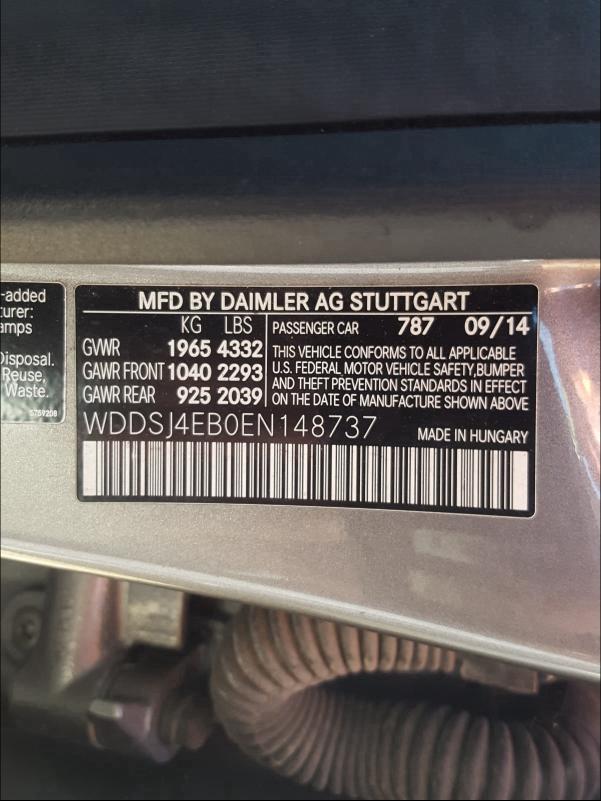 -added
turer:
amps
Disposal.
Reuse,
Waste.
5759208
MFD BY DAIMLER AG STUTTGART
KG LBS
GVWR 1965 4332
GAWR FRONT 1040 2293
GAWR REAR 925 2039
PASSENGER CAR 787 09/14
THIS VEHICLE CONFORMS TO ALL APPLICABLE
U.S. FEDERAL MOTOR VEHICLE SAFETY,BUMPER
AND THEFT PREVENTION STANDARDS IN EFFECT
ON THE DATE OF MANUFACTURE SHOWN ABOVE
WDDSJ4EB0EN148737
MADE IN HUNGARY